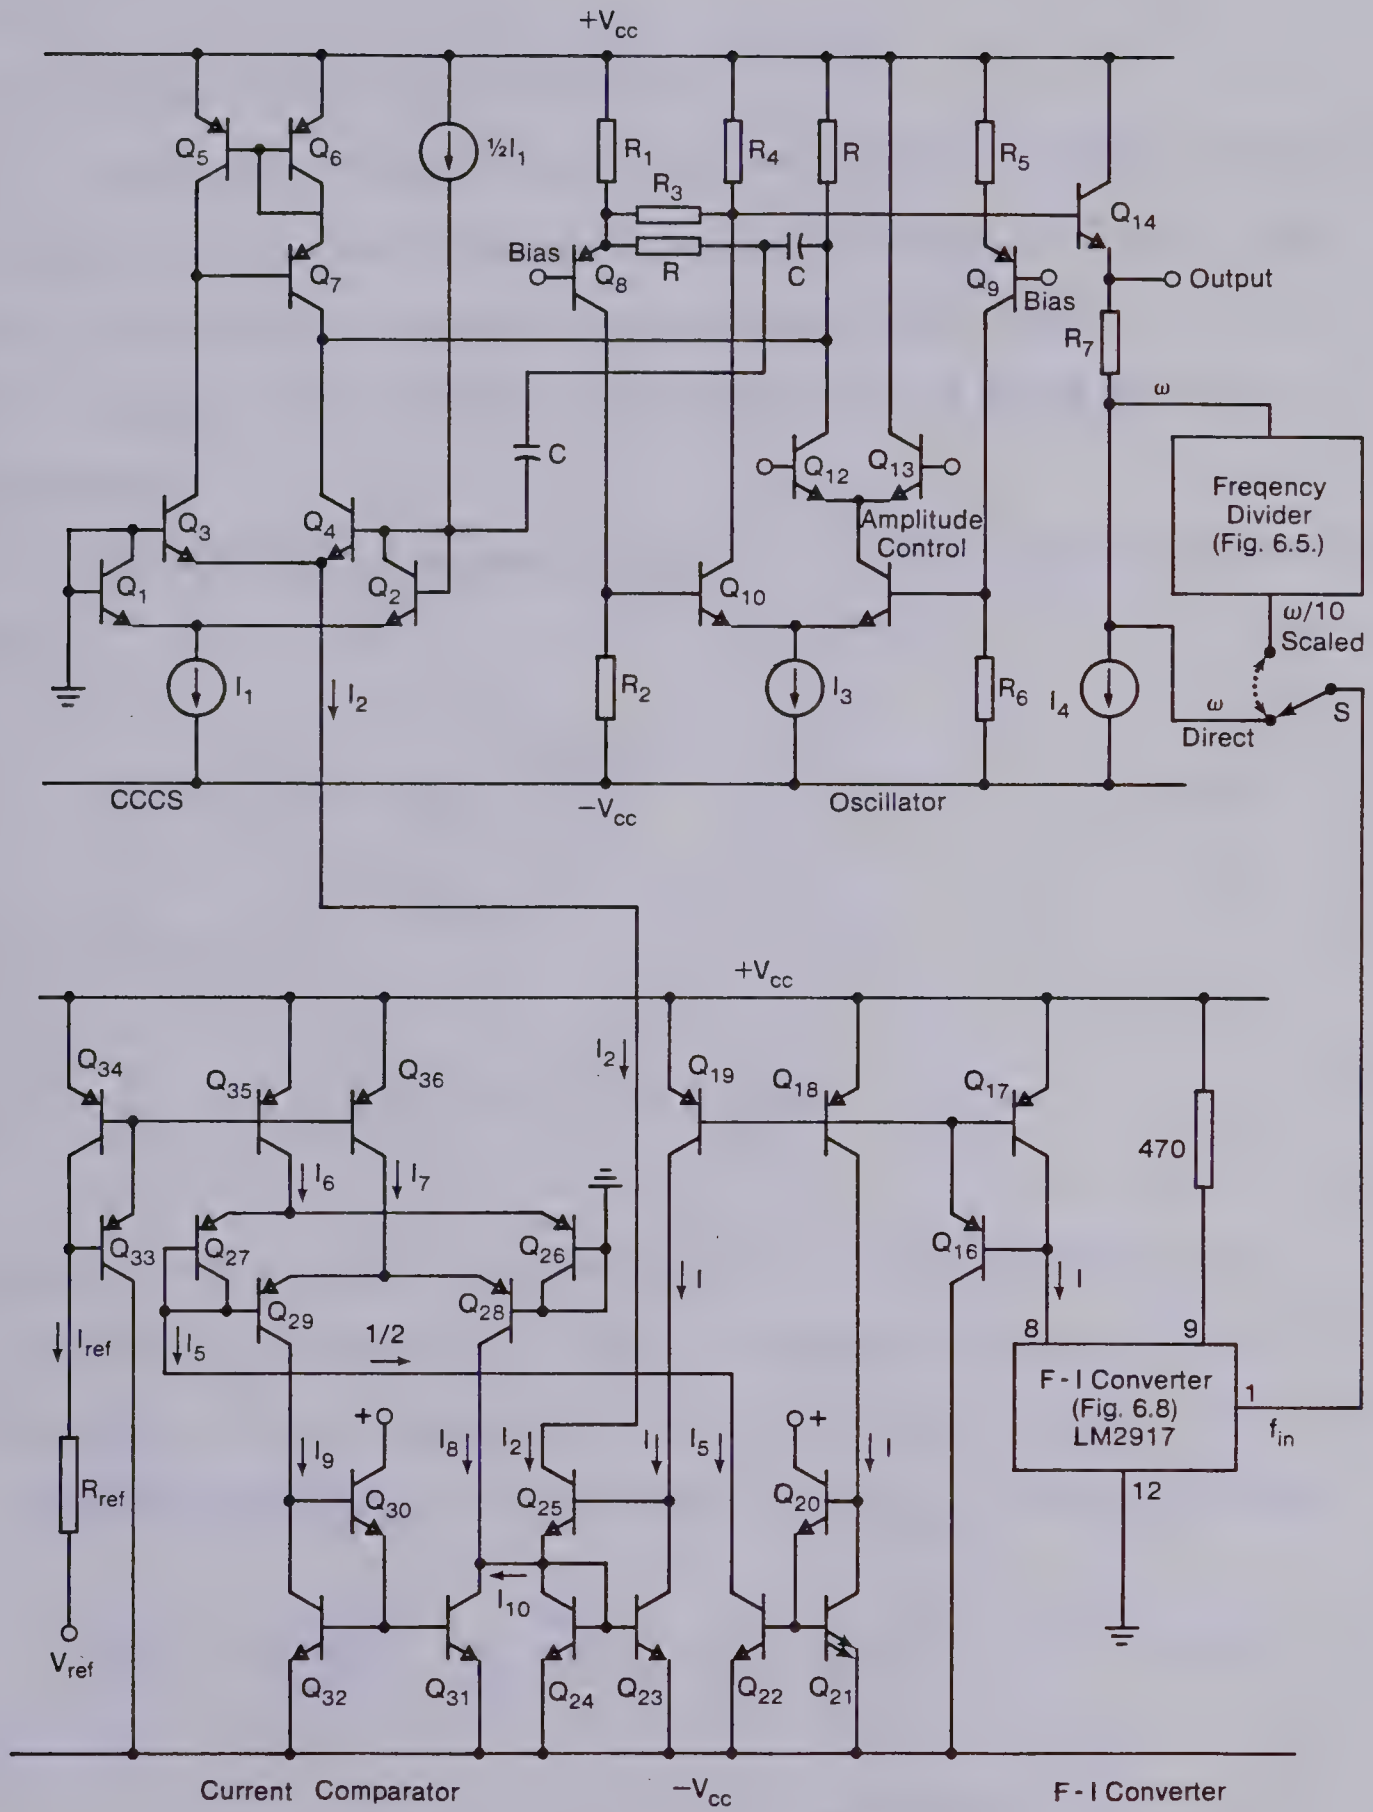 +Vcc
Q5
Q6
½I1
R1
R4
R
R5
R3
Q14
Bias
R
C
Q7
Q8
Q9
Bias
Output
R7
ω
C
Q12
Q13
Freqency
Divider
(Fig. 6.5.)
Q3
Q4
Amplitude
Control
Q1
Q2
Q10
ω/10
Scaled
I1
I2
R2
I3
R6
I4
ω
S
Direct
CCCS
−Vcc
Oscillator
+Vcc
Q34
Q35
Q36
I2
Q19
Q18
Q17
470
I6
I7
Q33
Q27
Q26
Q16
Q29
Q28
I
I
Iref
I5
1/2
8
9
F - I Converter
(Fig. 6.8)
LM2917
1
fin
+
+
Rref
I9
I8
I2
I
I5
I
Q30
Q25
Q20
12
I10
Vref
Q32
Q31
Q24
Q23
Q22
Q21
Current Comparator
−Vcc
F - I Converter